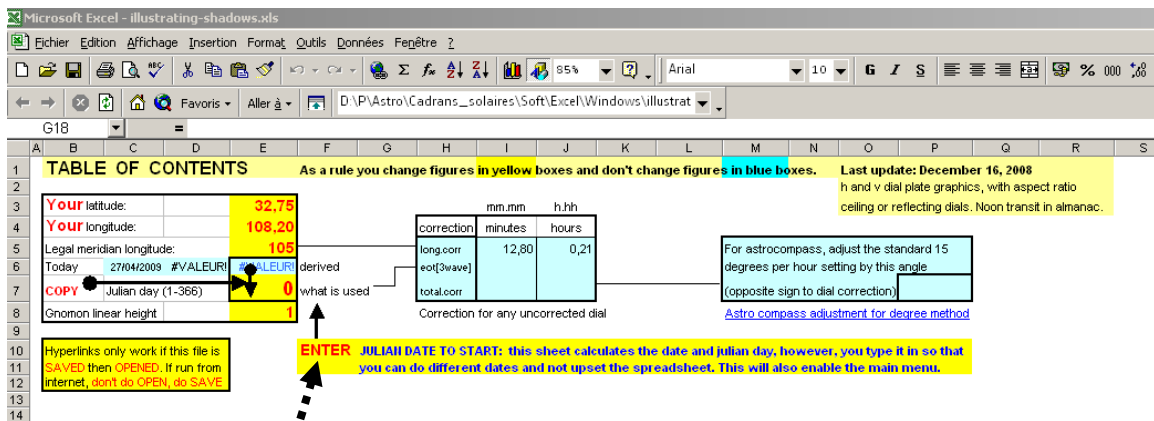 Microsoft Excel - illustrating-shadows.xls
Fichier Edition Affichage Insertion Format Outils Données Fenêtre ?
85% Arial 10 G I S % 000
Favoris Aller à D:\P\Astro\Cadrans_solaires\Soft\Excel\Windows\illustrat
G18 =
A B C D E F G H I J K L M N O P Q R S
1 TABLE OF CONTENTS As a rule you change figures in yellow boxes and don't change figures in blue boxes. Last update: December 16, 2008
2 h and v dial plate graphics, with aspect ratio
3 Your latitude: 32,75 mm.mm h.hh ceiling or reflecting dials. Noon transit in almanac.
4 Your longitude: 108,20 correction minutes hours
5 Legal meridian longitude: 105 long.corr 12,80 0,21 For astrocompass, adjust the standard 15
6 Today 27/04/2009 #VALEUR! #VALEUR! derived eot[3wave] degrees per hour setting by this angle
7 COPY Julian day (1-366) 0 what is used total.corr (opposite sign to dial correction)
8 Gnomon linear height 1 Correction for any uncorrected dial Astro compass adjustment for degree method
9
10 Hyperlinks only work if this file is ENTER JULIAN DATE TO START: this sheet calculates the date and julian day, however, you type it in so that
11 SAVED then OPENED. If run from you can do different dates and not upset the spreadsheet. This will also enable the main menu.
12 internet, don't do OPEN, do SAVE
13
14